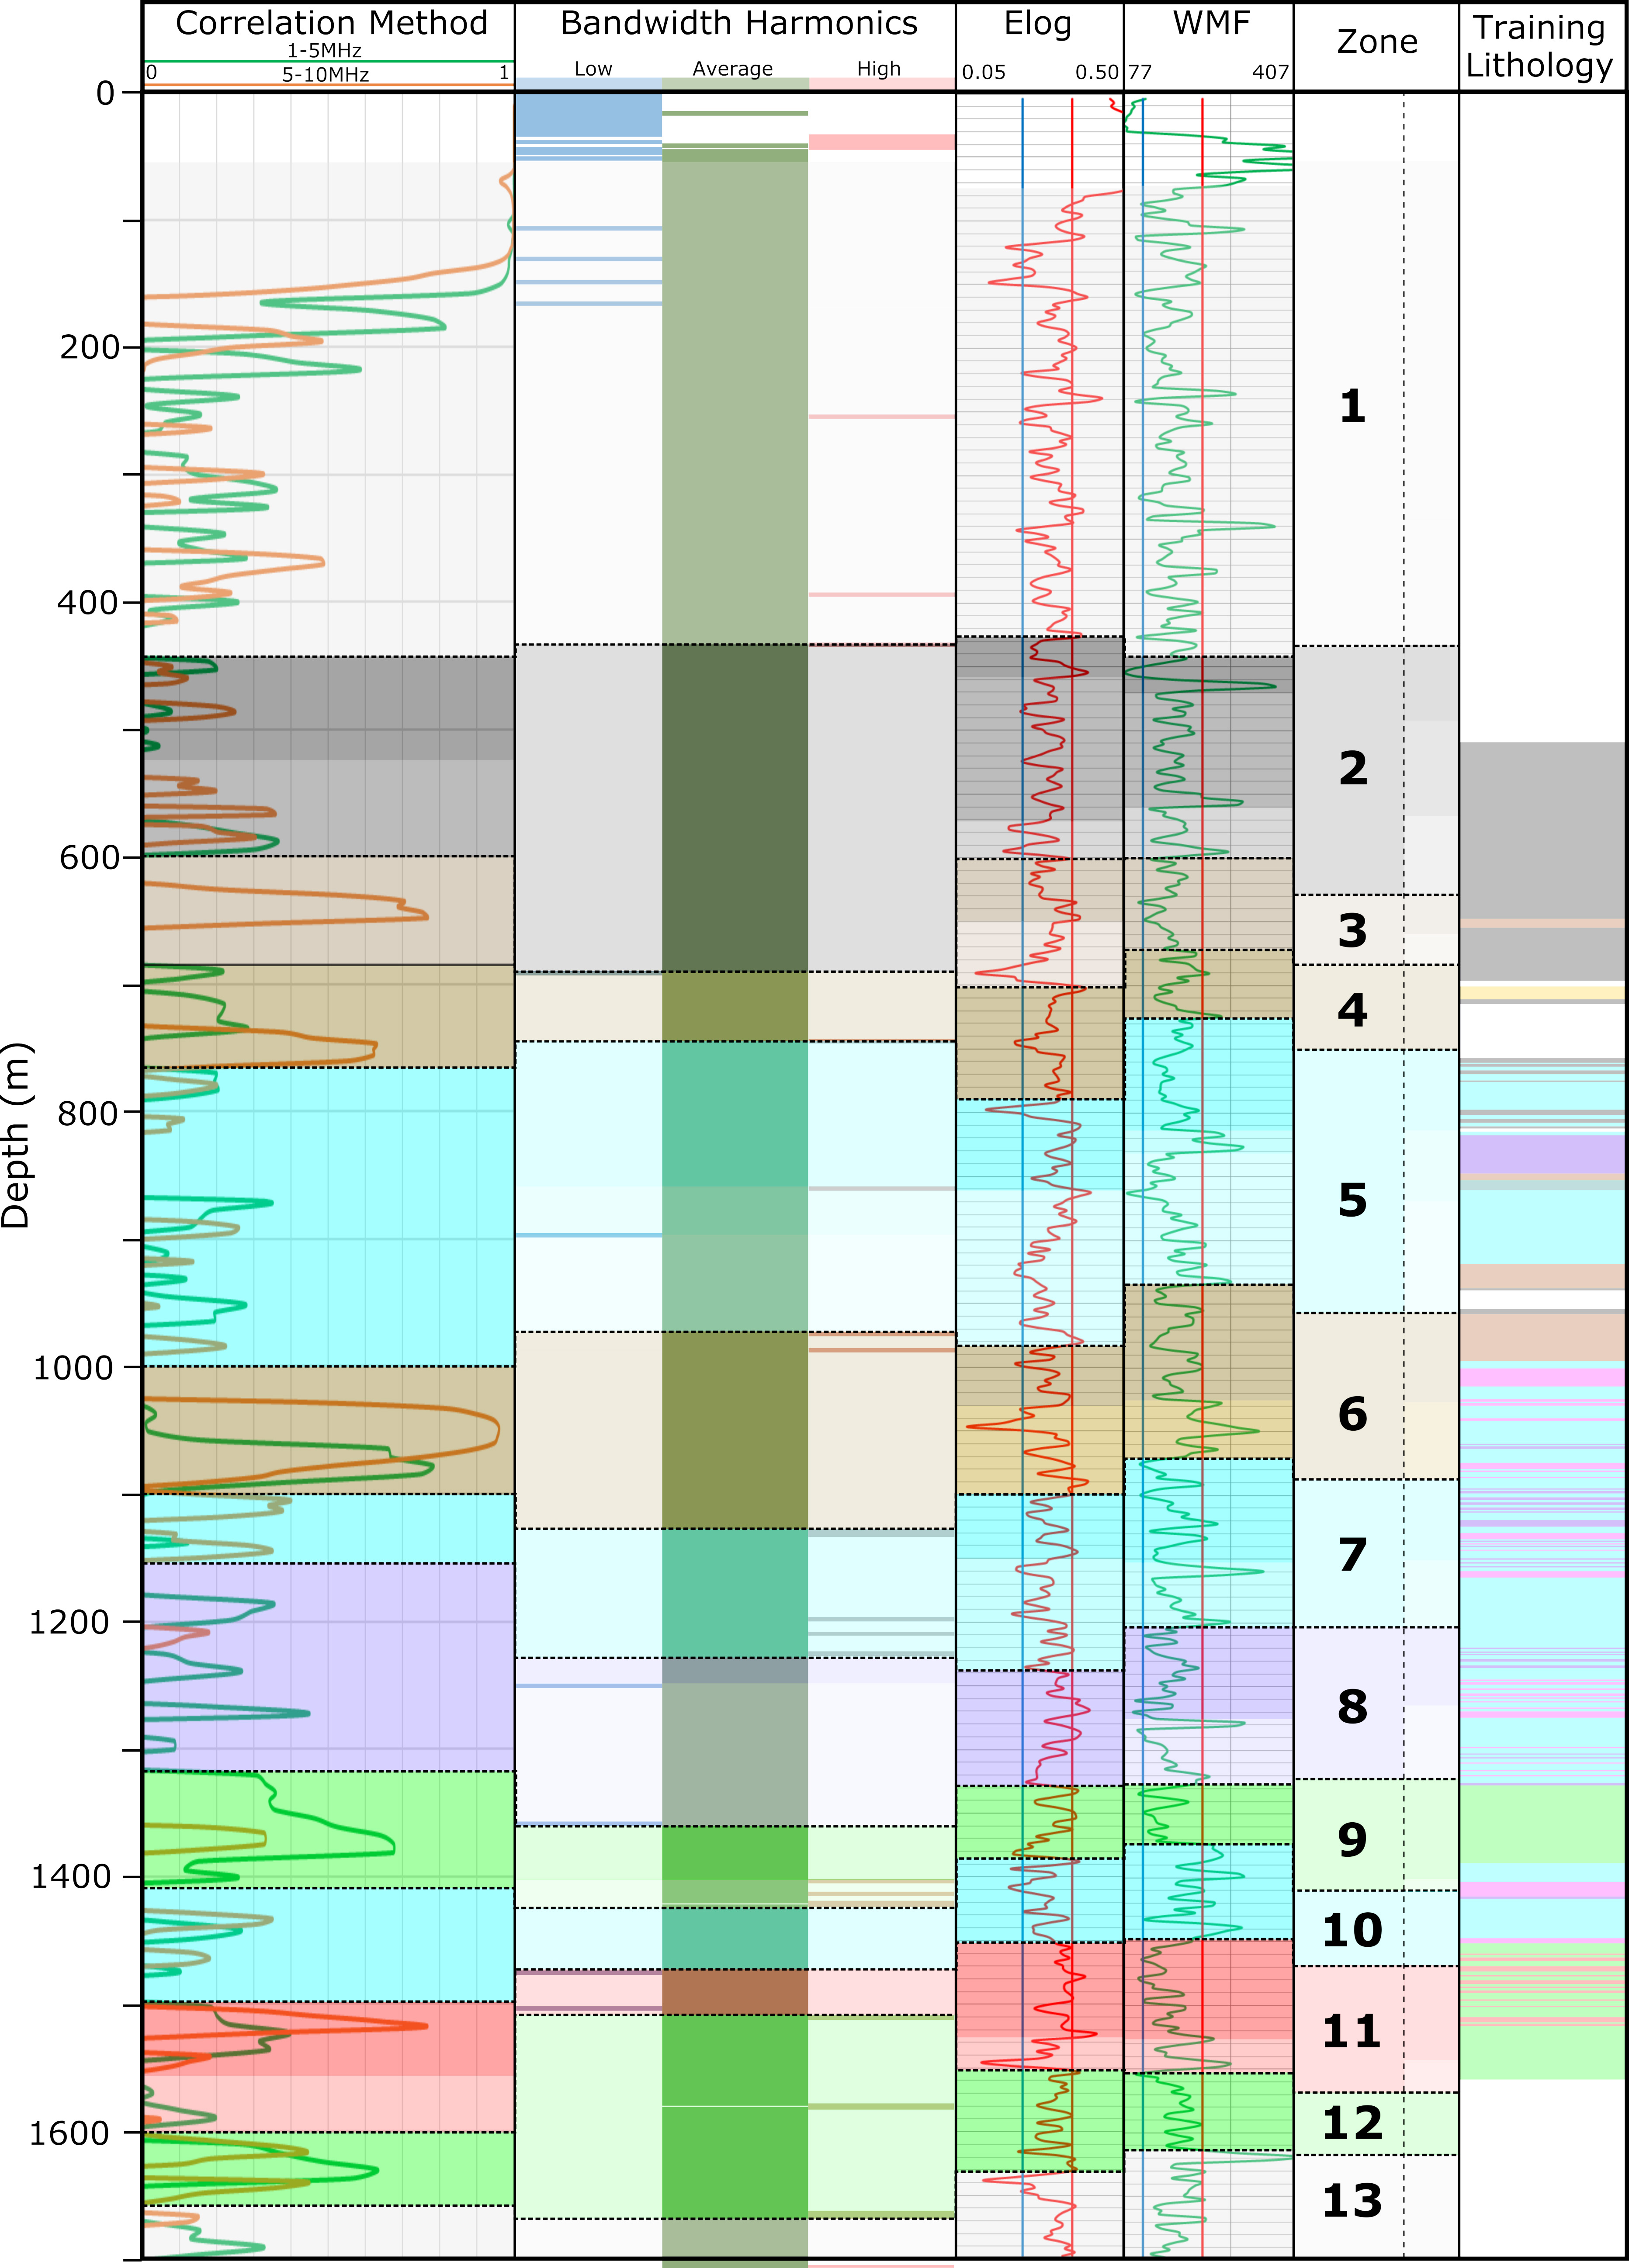 Correlation Method
1-5MHz
0 5-10MHz 1
Bandwidth Harmonics
Low Average High
Elog
0.05 0.50
WMF
77 407
Zone
Training
Lithology
Depth (m)
0
200
400
600
800
1000
1200
1400
1600
1
2
3
4
5
6
7
8
9
10
11
12
13